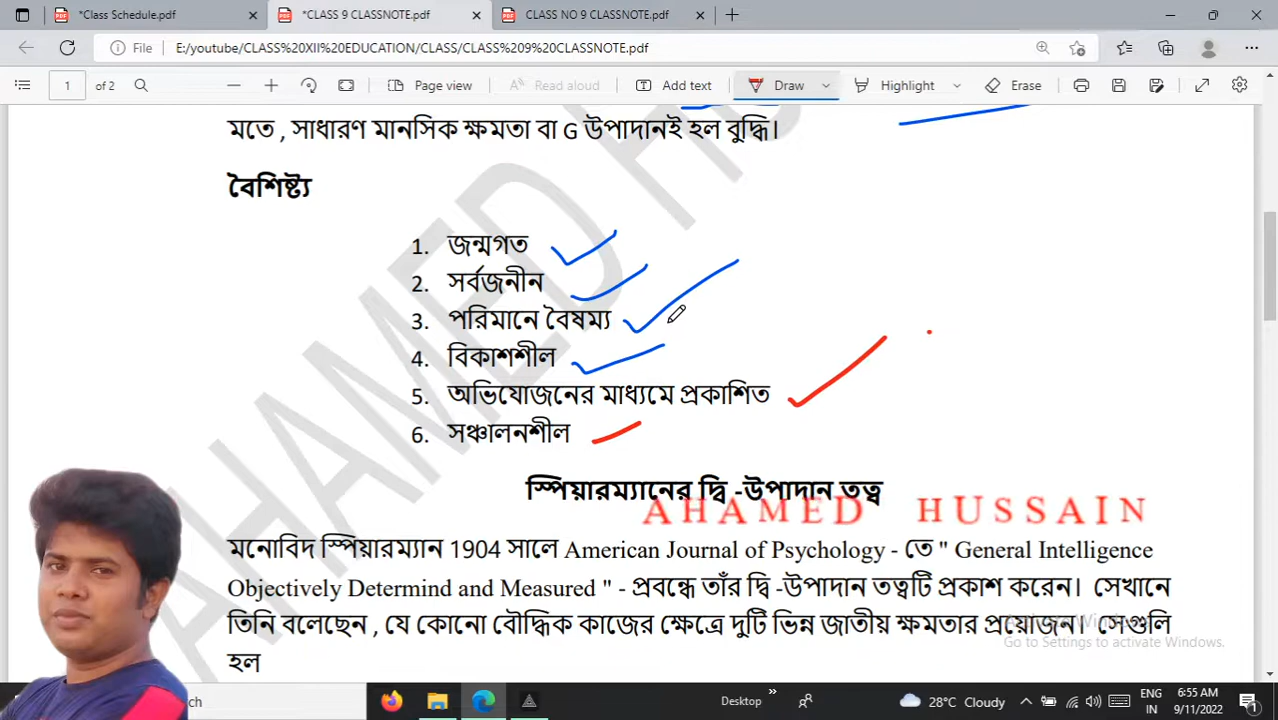 *Class Schedule.pdf
*CLASS 9 CLASSNOTE.pdf
CLASS NO 9 CLASSNOTE.pdf
File E:/youtube/CLASS%20XII%20EDUCATION/CLASS/CLASS%209%20CLASSNOTE.pdf
1 of 2 Page view Read aloud Add text Draw Highlight Erase
মতে , সাধারণ মানসিক ক্ষমতা বা G উপাদানই হল বুদ্ধি।
বৈশিষ্ট্য
1. জন্মগত
2. সর্বজনীন
3. পরিমানে বৈষম্য
4. বিকাশশীল
5. অভিযোজনের মাধ্যমে প্রকাশিত
6. সঞ্চালনশীল
স্পিয়ারম্যানের দ্বি -উপাদান তত্ব
AHAMED HUSSAIN
মনোবিদ স্পিয়ারম্যান 1904 সালে American Journal of Psychology - তে " General Intelligence
Objectively Determind and Measured " - প্রবন্ধে তাঁর দ্বি -উপাদান তত্বটি প্রকাশ করেন। সেখানে
তিনি বলেছেন , যে কোনো বৌদ্ধিক কাজের ক্ষেত্রে দুটি ভিন্ন জাতীয় ক্ষমতার প্রয়োজন। সেগুলি
হল
Activate Windows
Go to Settings to activate Windows.
Desktop
28°C Cloudy
ENG
IN
6:55 AM
9/11/2022